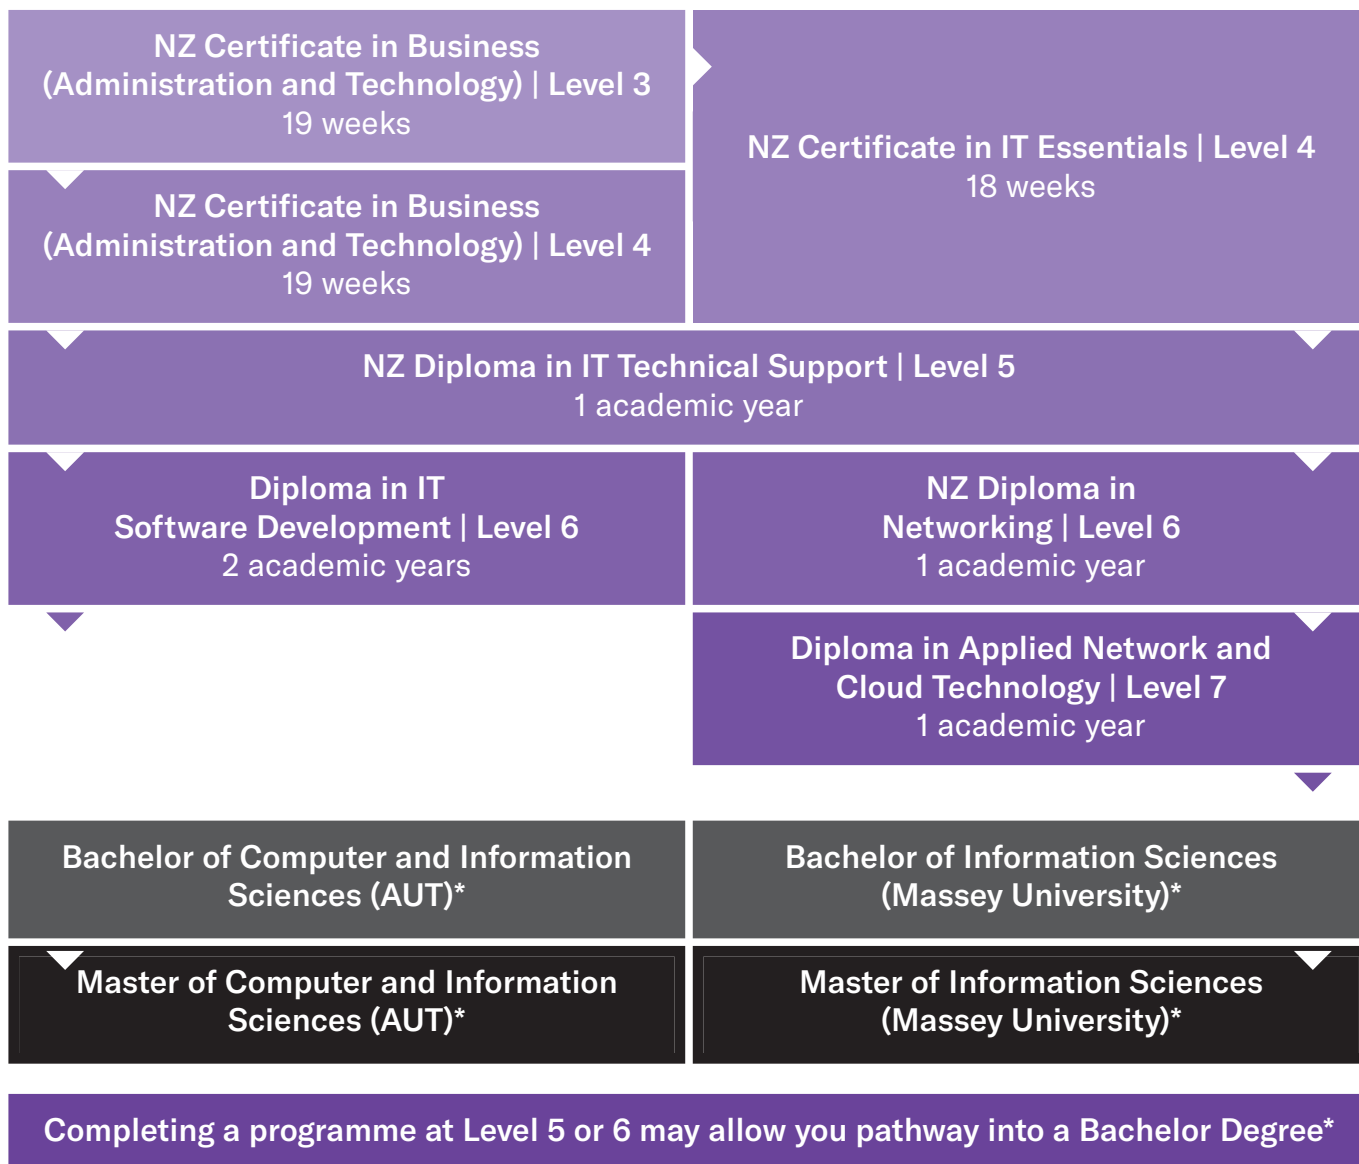 NZ Certificate in Business
(Administration and Technology) | Level 3
19 weeks
NZ Certificate in IT Essentials | Level 4
18 weeks
NZ Certificate in Business
(Administration and Technology) | Level 4
19 weeks
NZ Diploma in IT Technical Support | Level 5
1 academic year
Diploma in IT
Software Development | Level 6
2 academic years
NZ Diploma in
Networking | Level 6
1 academic year
Diploma in Applied Network and
Cloud Technology | Level 7
1 academic year
Bachelor of Computer and Information
Sciences (AUT)*
Bachelor of Information Sciences
(Massey University)*
Master of Computer and Information
Sciences (AUT)*
Master of Information Sciences
(Massey University)*
Completing a programme at Level 5 or 6 may allow you pathway into a Bachelor Degree*